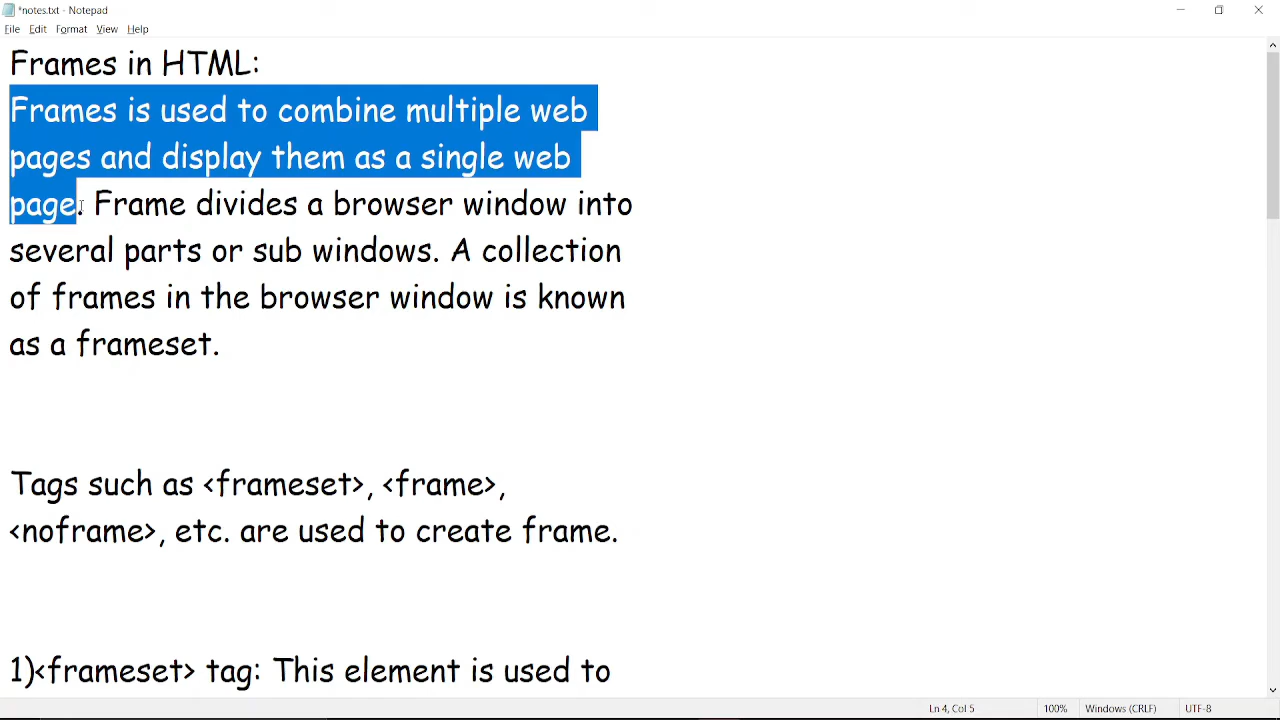 *notes.txt - Notepad
File Edit Format View Help
Frames in HTML:
Frames is used to combine multiple web
pages and display them as a single web
page. Frame divides a browser window into
several parts or sub windows. A collection
of frames in the browser window is known
as a frameset.
Tags such as <frameset>, <frame>,
<noframe>, etc. are used to create frame.
1)<frameset> tag: This element is used to
Ln 4, Col 5 100% Windows (CRLF) UTF-8